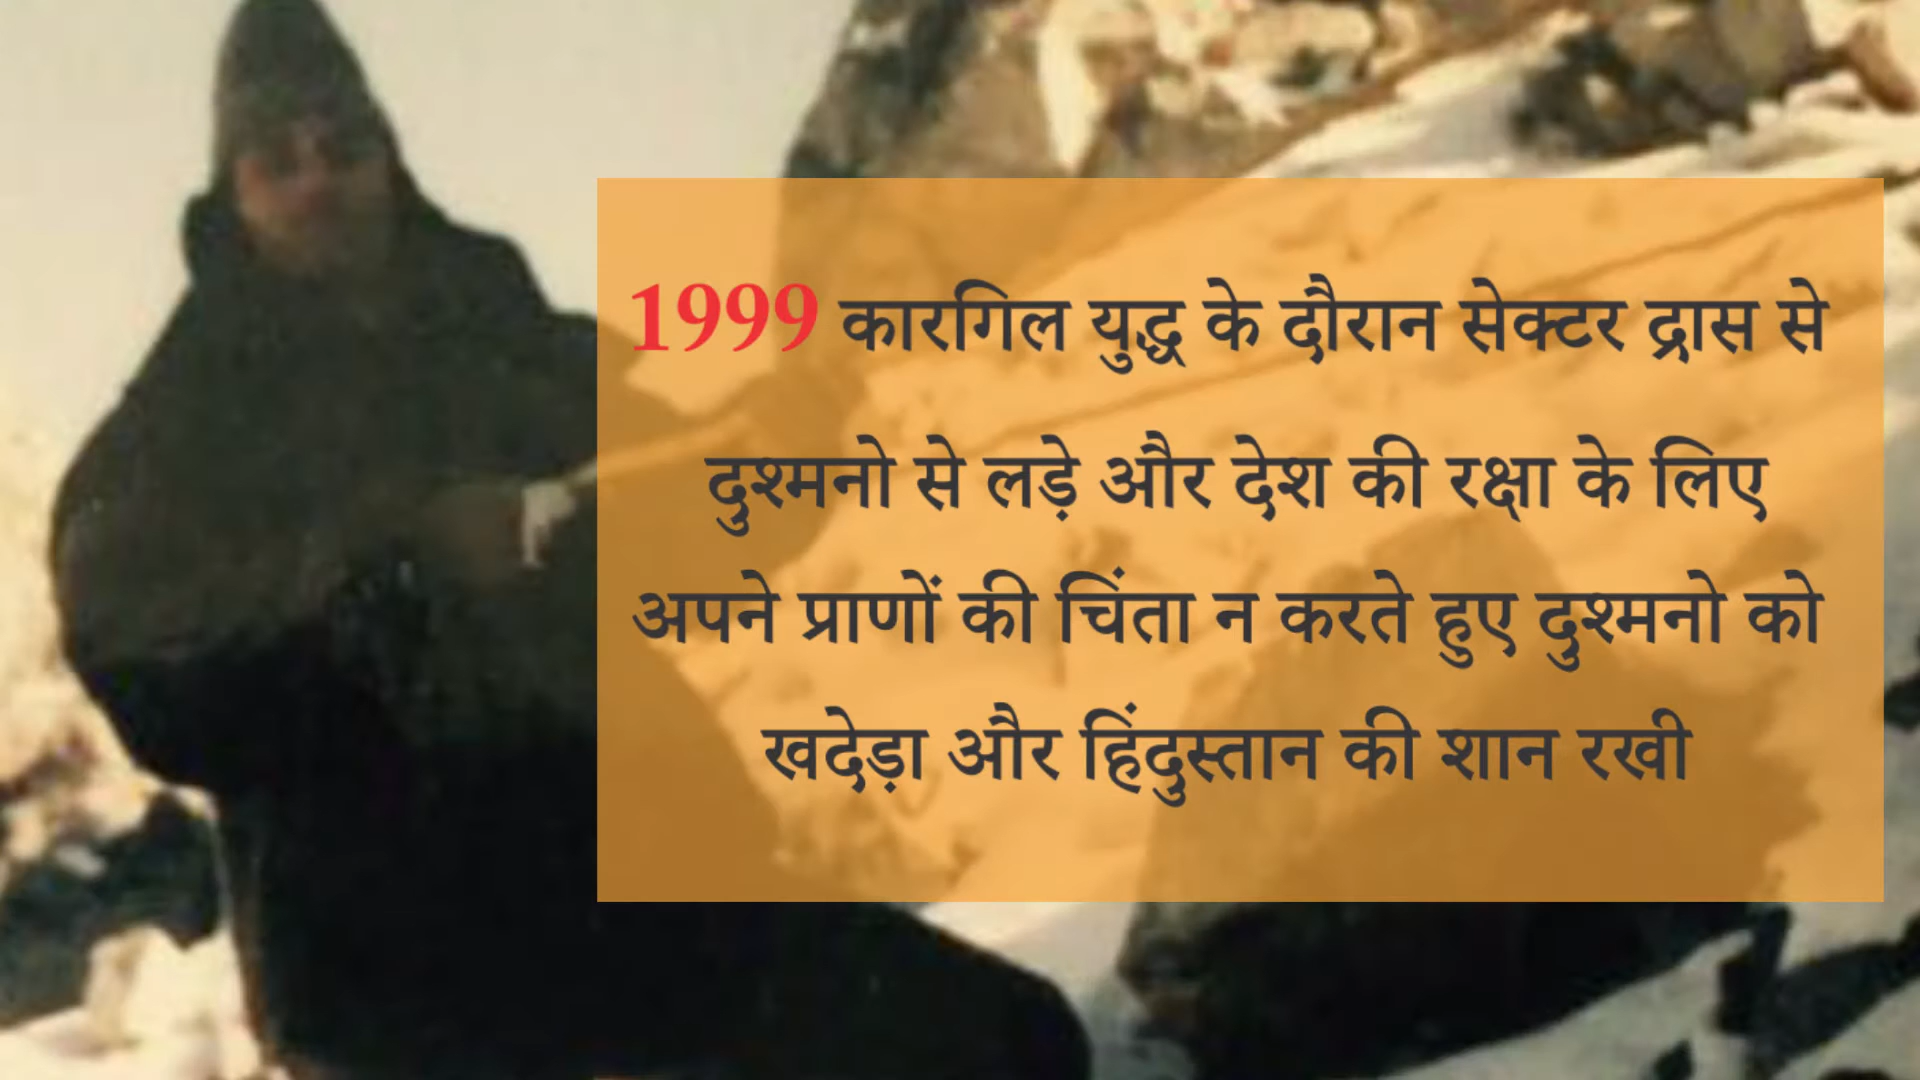 1999 कारगिल युद्ध के दौरान सेक्टर द्रास से
दुश्मनो से लड़े और देश की रक्षा के लिए
अपने प्राणों की चिंता न करते हुए दुश्मनो को
खदेड़ा और हिंदुस्तान की शान रखी